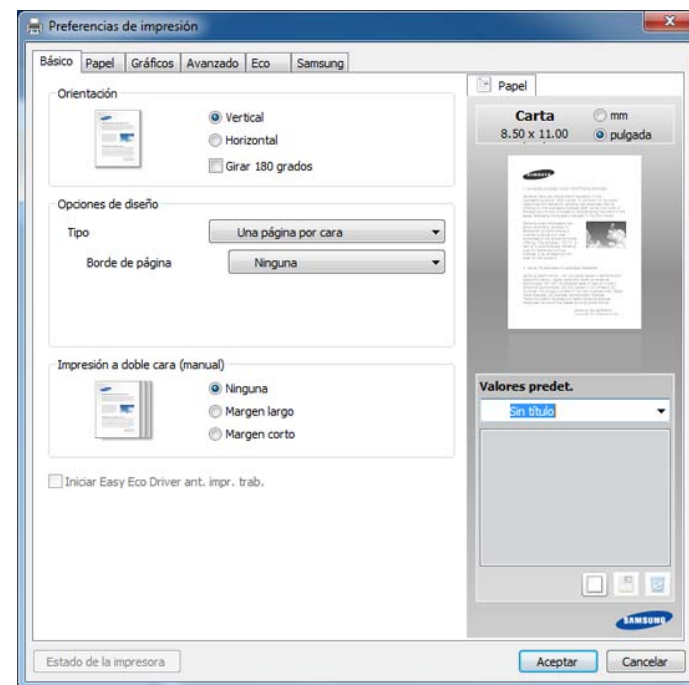 Preferencias de impresión
Básico Papel Gráficos Avanzado Eco Samsung
Orientación
Vertical
Horizontal
Girar 180 grados
Opciones de diseño
Tipo Una página por cara
Borde de página Ninguna
Impresión a doble cara (manual)
Ninguna
Margen largo
Margen corto
Iniciar Easy Eco Driver ant. impr. trab.
Papel
Carta mm
8.50 x 11.00 pulgada
SAMSUNG
Valores predet.
Sin título
SAMSUNG
Estado de la impresora Aceptar Cancelar